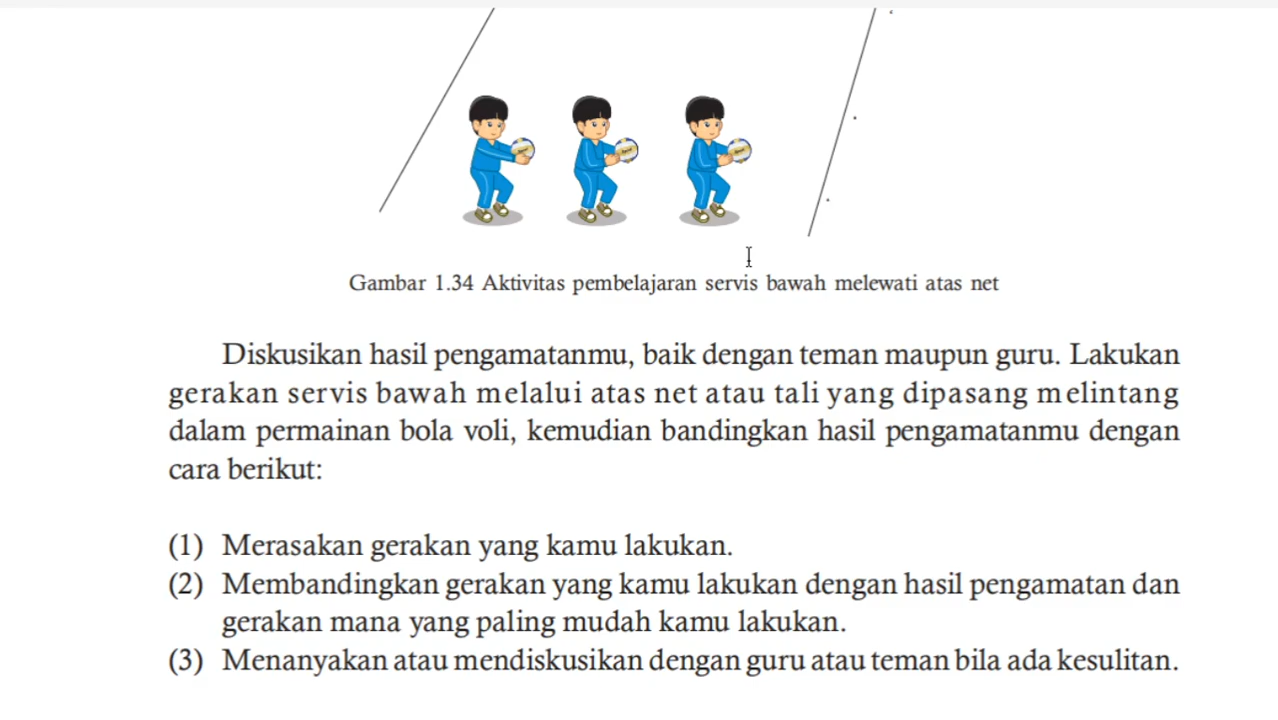 Gambar 1.34 Aktivitas pembelajaran servis bawah melewati atas net
Diskusikan hasil pengamatanmu, baik dengan teman maupun guru. Lakukan
gerakan servis bawah melalui atas net atau tali yang dipasang melintang
dalam permainan bola voli, kemudian bandingkan hasil pengamatanmu dengan
cara berikut:
(1) Merasakan gerakan yang kamu lakukan.
(2) Membandingkan gerakan yang kamu lakukan dengan hasil pengamatan dan
gerakan mana yang paling mudah kamu lakukan.
(3) Menanyakan atau mendiskusikan dengan guru atau teman bila ada kesulitan.